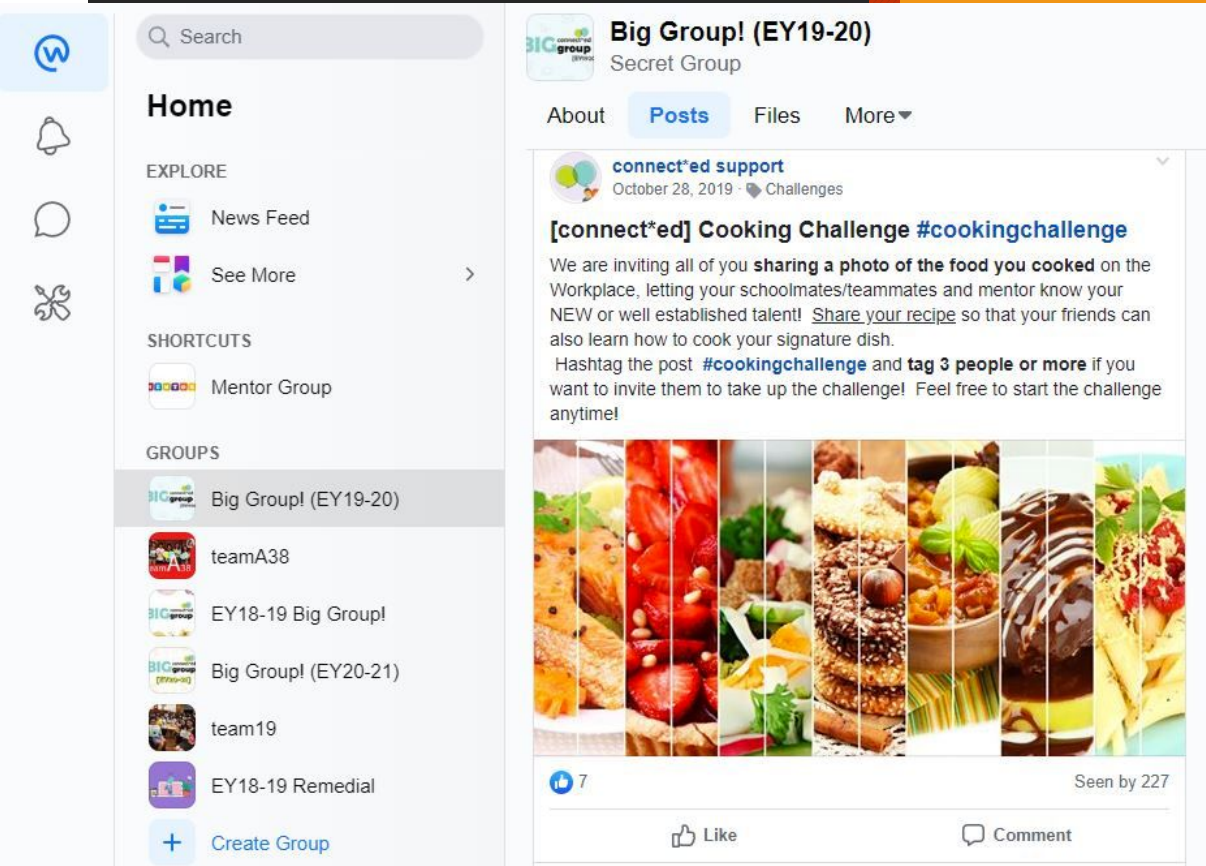 Search
Home
EXPLORE
News Feed
See More
SHORTCUTS
Mentor Group
GROUPS
Big Group! (EY19-20)
teamA38
EY18-19 Big Group!
Big Group! (EY20-21)
team19
EY18-19 Remedial
Create Group
BIG connect*ed
group
Big Group! (EY19-20)
Secret Group
About Posts Files More
connect*ed support
October 28, 2019 · Challenges
[connect*ed] Cooking Challenge #cookingchallenge
We are inviting all of you sharing a photo of the food you cooked on the
Workplace, letting your schoolmates/teammates and mentor know your
NEW or well established talent! Share your recipe so that your friends can
also learn how to cook your signature dish.
Hashtag the post #cookingchallenge and tag 3 people or more if you
want to invite them to take up the challenge! Feel free to start the challenge
anytime!
7
Seen by 227
Like
Comment